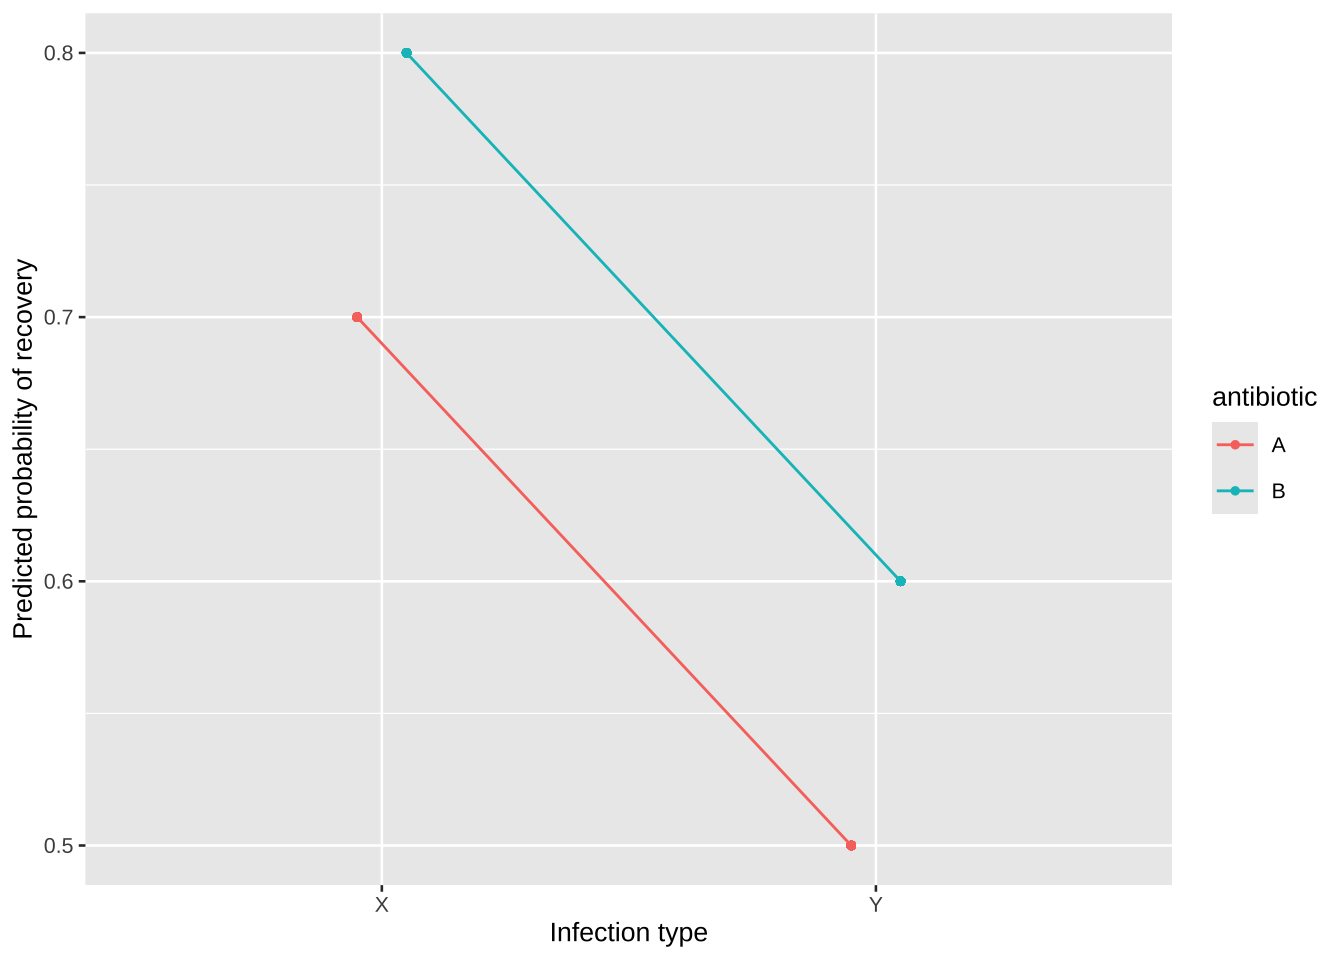 Predicted probability of recovery
0.8
0.7
0.6
0.5
X
Y
Infection type
antibiotic
A
B